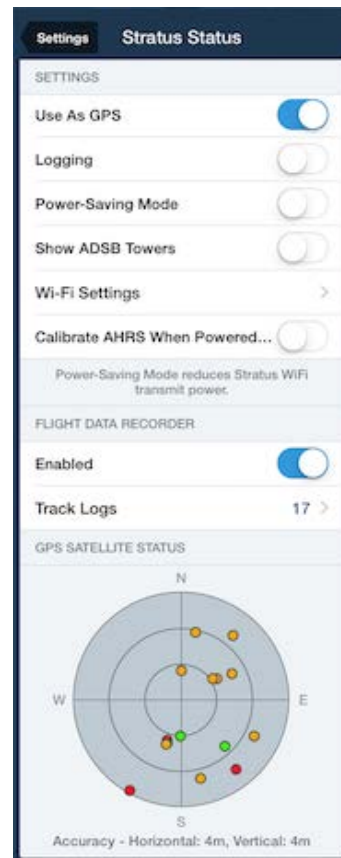 Settings Stratus Status
SETTINGS
Use As GPS
Logging
Power-Saving Mode
Show ADSB Towers
Wi-Fi Settings
Calibrate AHRS When Powered...
Power-Saving Mode reduces Stratus WiFi
transmit power.
FLIGHT DATA RECORDER
Enabled
Track Logs 17
GPS SATELLITE STATUS
N
W E
S
Accuracy - Horizontal: 4m, Vertical: 4m